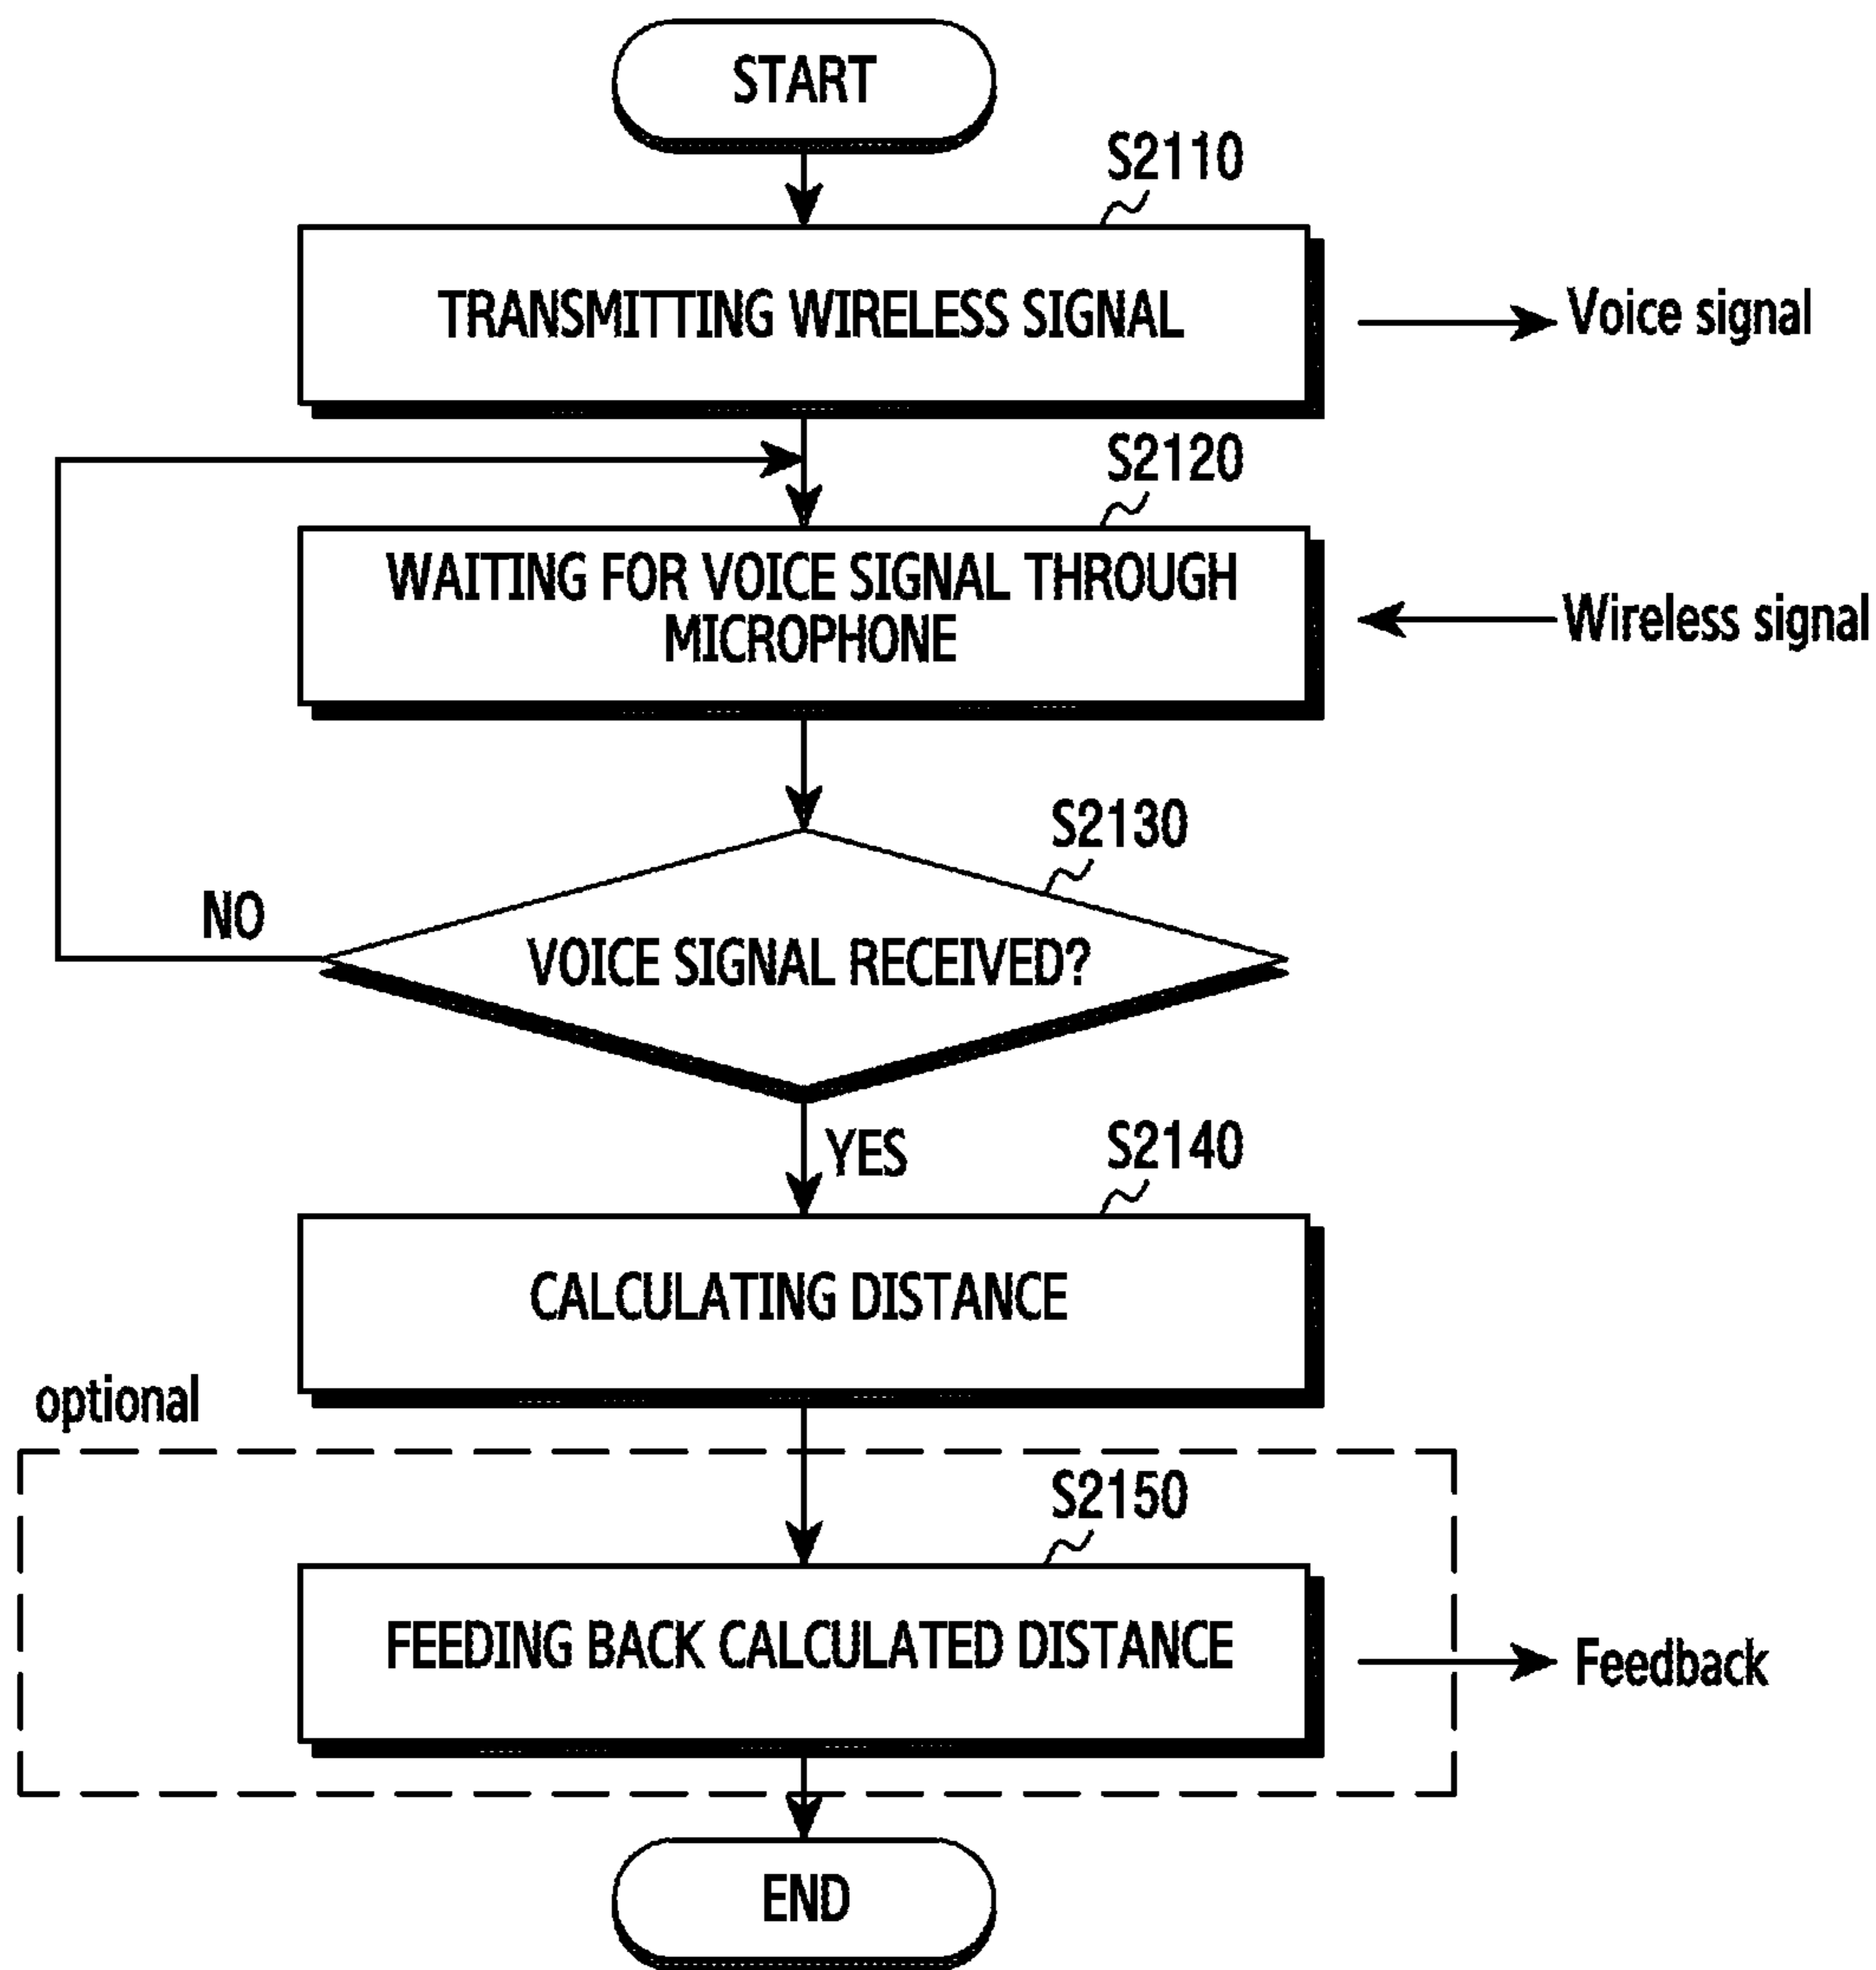 START
S2110
TRANSMITTING WIRELESS SIGNAL
Voice signal
S2120
WAITING FOR VOICE SIGNAL THROUGH
MICROPHONE
Wireless signal
S2130
NO
VOICE SIGNAL RECEIVED?
YES
S2140
CALCULATING DISTANCE
optional
S2150
FEEDING BACK CALCULATED DISTANCE
Feedback
END